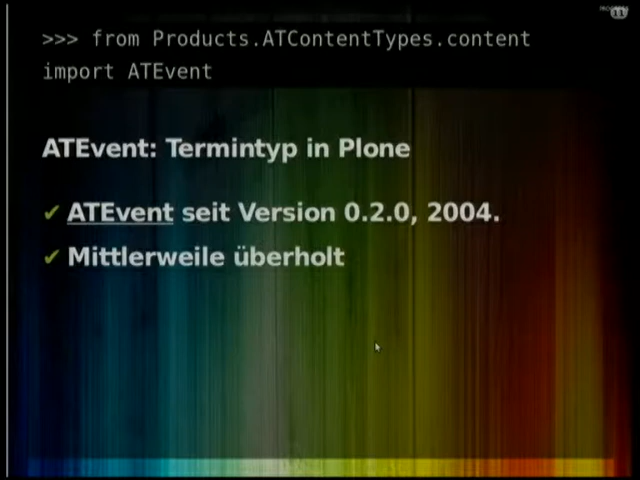 >>> from Products.ATContentTypes.content
import ATEvent
ATEvent: Termintyp in Plone
✔ ATEvent seit Version 0.2.0, 2004.
✔ Mittlerweile überholt